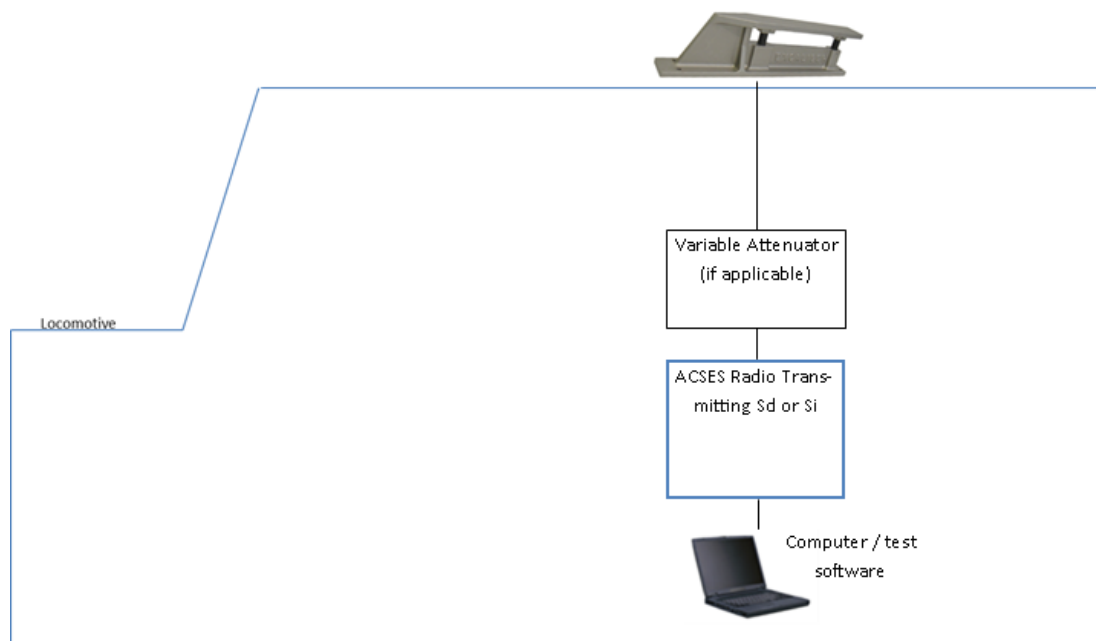 Variable Attenuator
(if applicable)
Locomotive
ACSES Radio Trans-
mitting Sd or Si
Computer / test
software